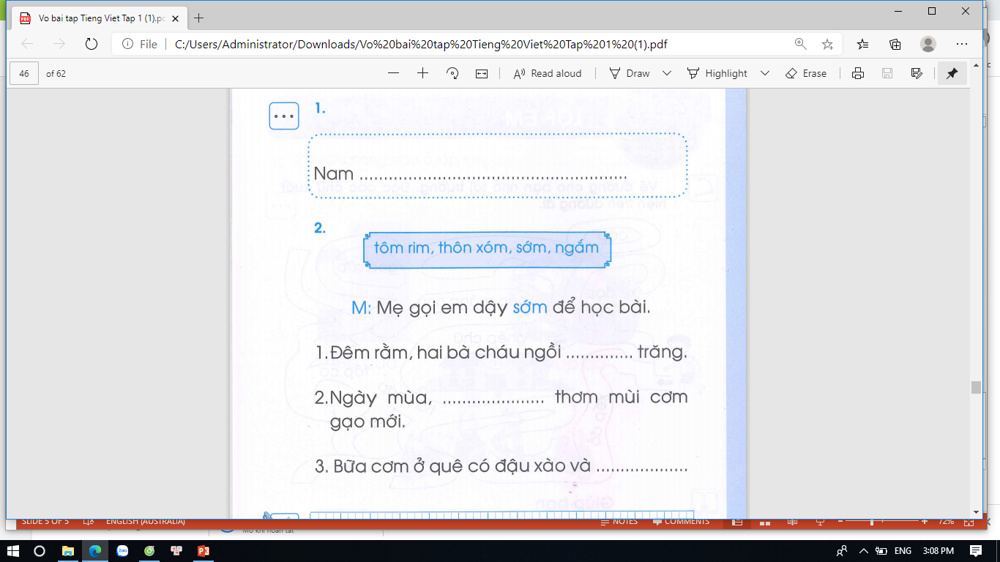 Vo bai tap Tieng Viet Tap 1 (1).pc
File C:/Users/Administrator/Downloads/Vo%20bai%20tap%20Tieng%20Viet%20Tap%201%20(1).pdf
46 of 62 Read aloud Draw Highlight Erase
1.
Nam ........................................................
2.
tôm rim, thôn xóm, sớm, ngắm
M: Mẹ gọi em dậy sớm để học bài.
1.Đêm rằm, hai bà cháu ngồi .............. trăng.
2.Ngày mùa, ..................... thơm mùi cơm
gạo mới.
3. Bữa cơm ở quê có đậu xào và ...................
SLIDE 5 OF 5 ENGLISH (AUSTRALIA) NOTES COMMENTS 72%
Zalo ENG 3:08 PM